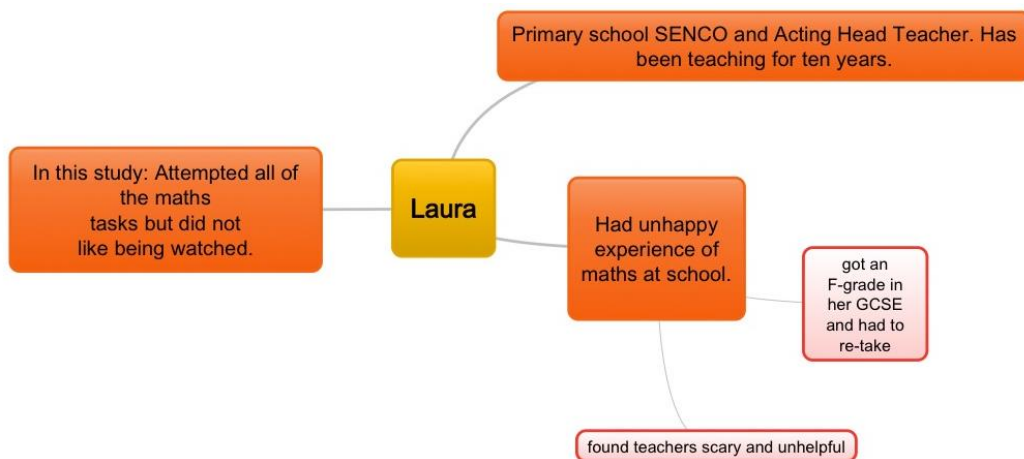 Primary school SENCO and Acting Head Teacher. Has
been teaching for ten years.
In this study: Attempted all of
the maths
tasks but did not
like being watched.
Laura
Had unhappy
experience of
maths at school.
got an
F-grade in
her GCSE
and had to
re-take
found teachers scary and unhelpful